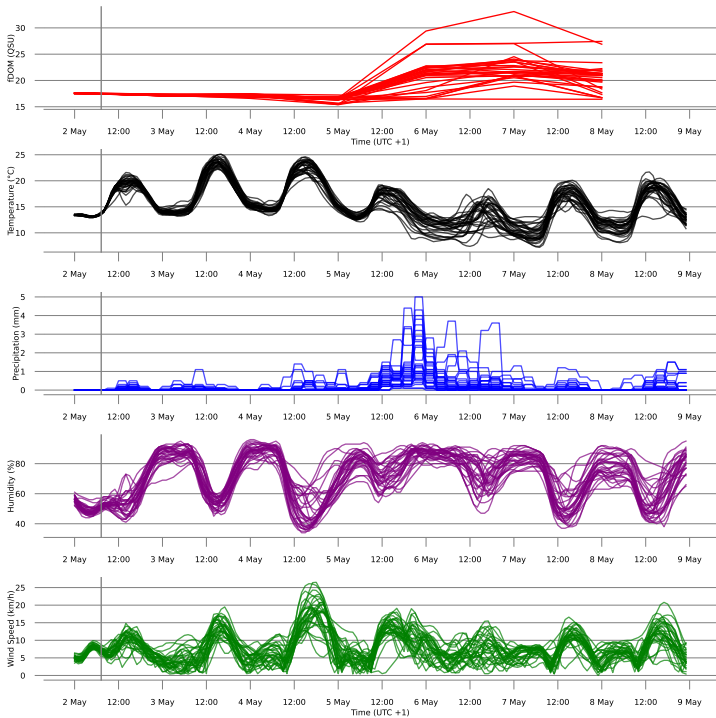 fDOM (QSU)
30
25
20
15
2 May 12:00 3 May 12:00 4 May 12:00 5 May 12:00 6 May 12:00 7 May 12:00 8 May 12:00 9 May
Time (UTC +1)
Temperature (°C)
25
20
15
10
2 May 12:00 3 May 12:00 4 May 12:00 5 May 12:00 6 May 12:00 7 May 12:00 8 May 12:00 9 May
Precipitation (mm)
5
4
3
2
1
0
2 May 12:00 3 May 12:00 4 May 12:00 5 May 12:00 6 May 12:00 7 May 12:00 8 May 12:00 9 May
Humidity (%)
80
60
40
2 May 12:00 3 May 12:00 4 May 12:00 5 May 12:00 6 May 12:00 7 May 12:00 8 May 12:00 9 May
Wind Speed (km/h)
25
20
15
10
5
0
2 May 12:00 3 May 12:00 4 May 12:00 5 May 12:00 6 May 12:00 7 May 12:00 8 May 12:00 9 May
Time (UTC +1)